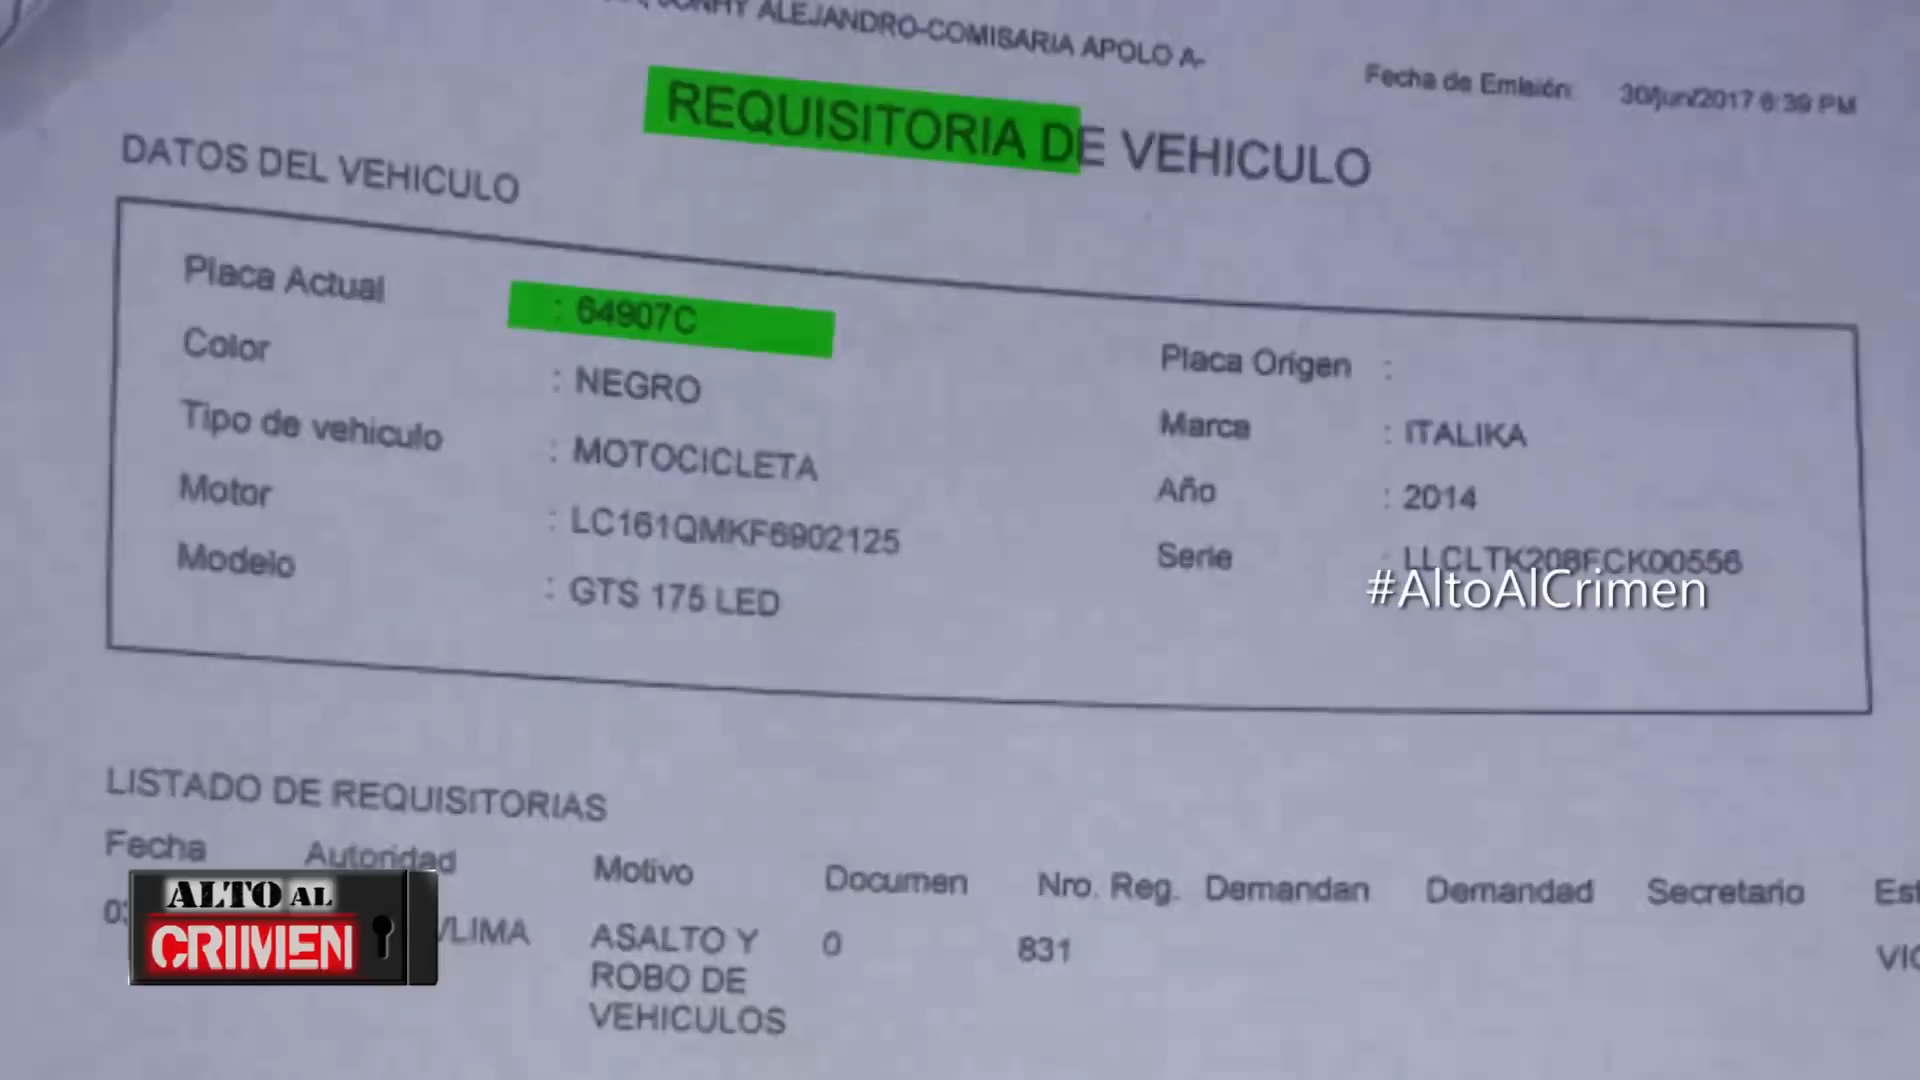 ALEJANDRO-COMISARIA APOLO A-
Fecha de Emisión: 30/jun/2017 6:39 PM
REQUISITORIA DE VEHICULO
DATOS DEL VEHICULO
Placa Actual : 64907C
Placa Origen :
Color : NEGRO
Marca : ITALIKA
Tipo de vehiculo : MOTOCICLETA
Año : 2014
Motor : LC161QMKF6902125
Serie : LLCLTK208FCK00556
Modelo : GTS 175 LED
#AltoAlCrimen
LISTADO DE REQUISITORIAS
Fecha Autoridad Motivo Documen Nro. Reg. Demandan Demandad Secretario Est
/LIMA ASALTO Y ROBO DE VEHICULOS 0 831
ALTO AL
CRIMEN